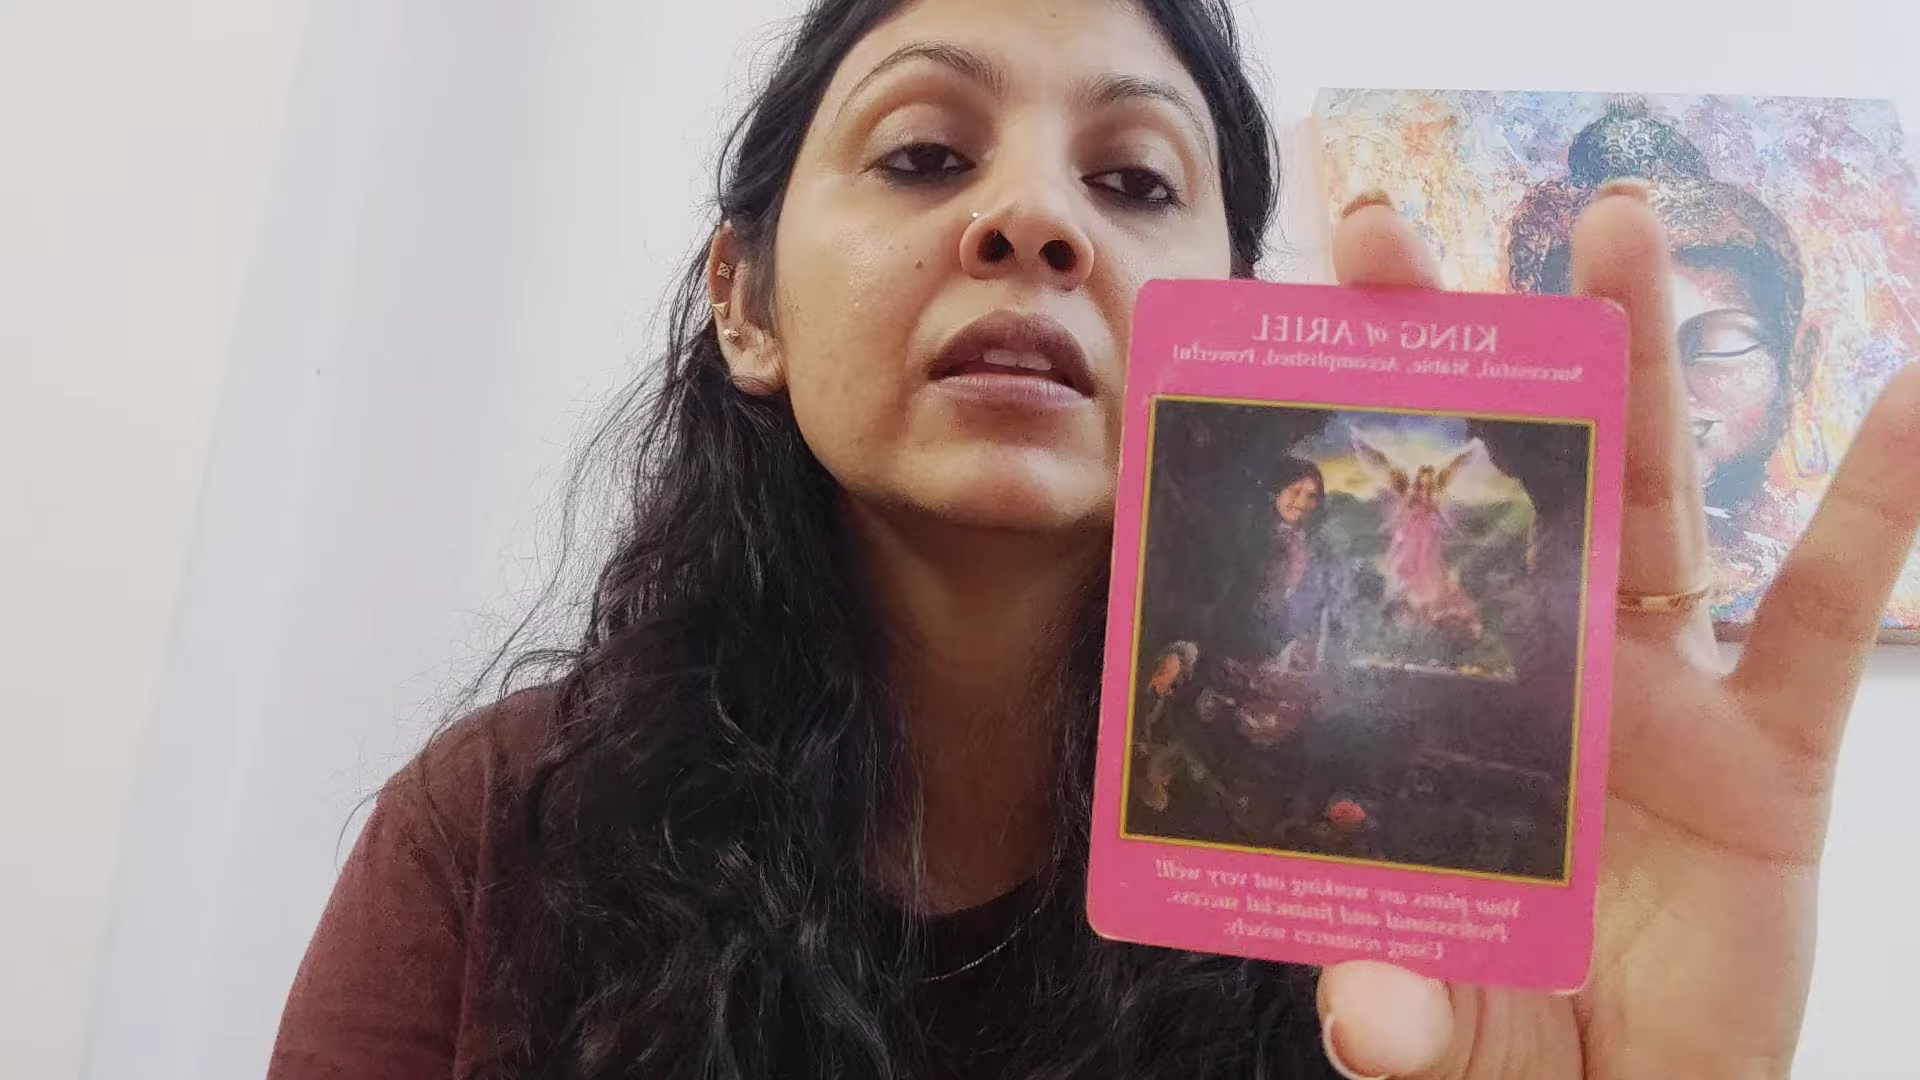 KING of ARIEL
Successful, Stable, Accomplished, Powerful
Your plans are working out very well!
Professional and financial success.
Using resources wisely.